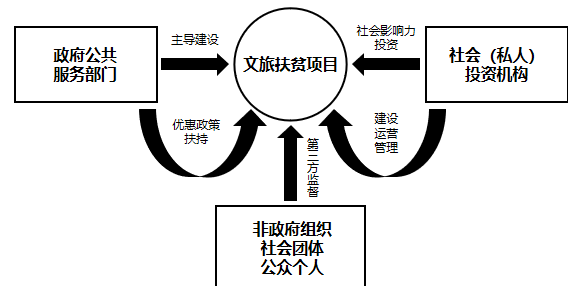 政府公共
服务部门
主导建设
文旅扶贫项目
社会影响力
投资
社会（私人）
投资机构
优惠政策
扶持
第三方监督
建设
运营
管理
非政府组织
社会团体
公众个人